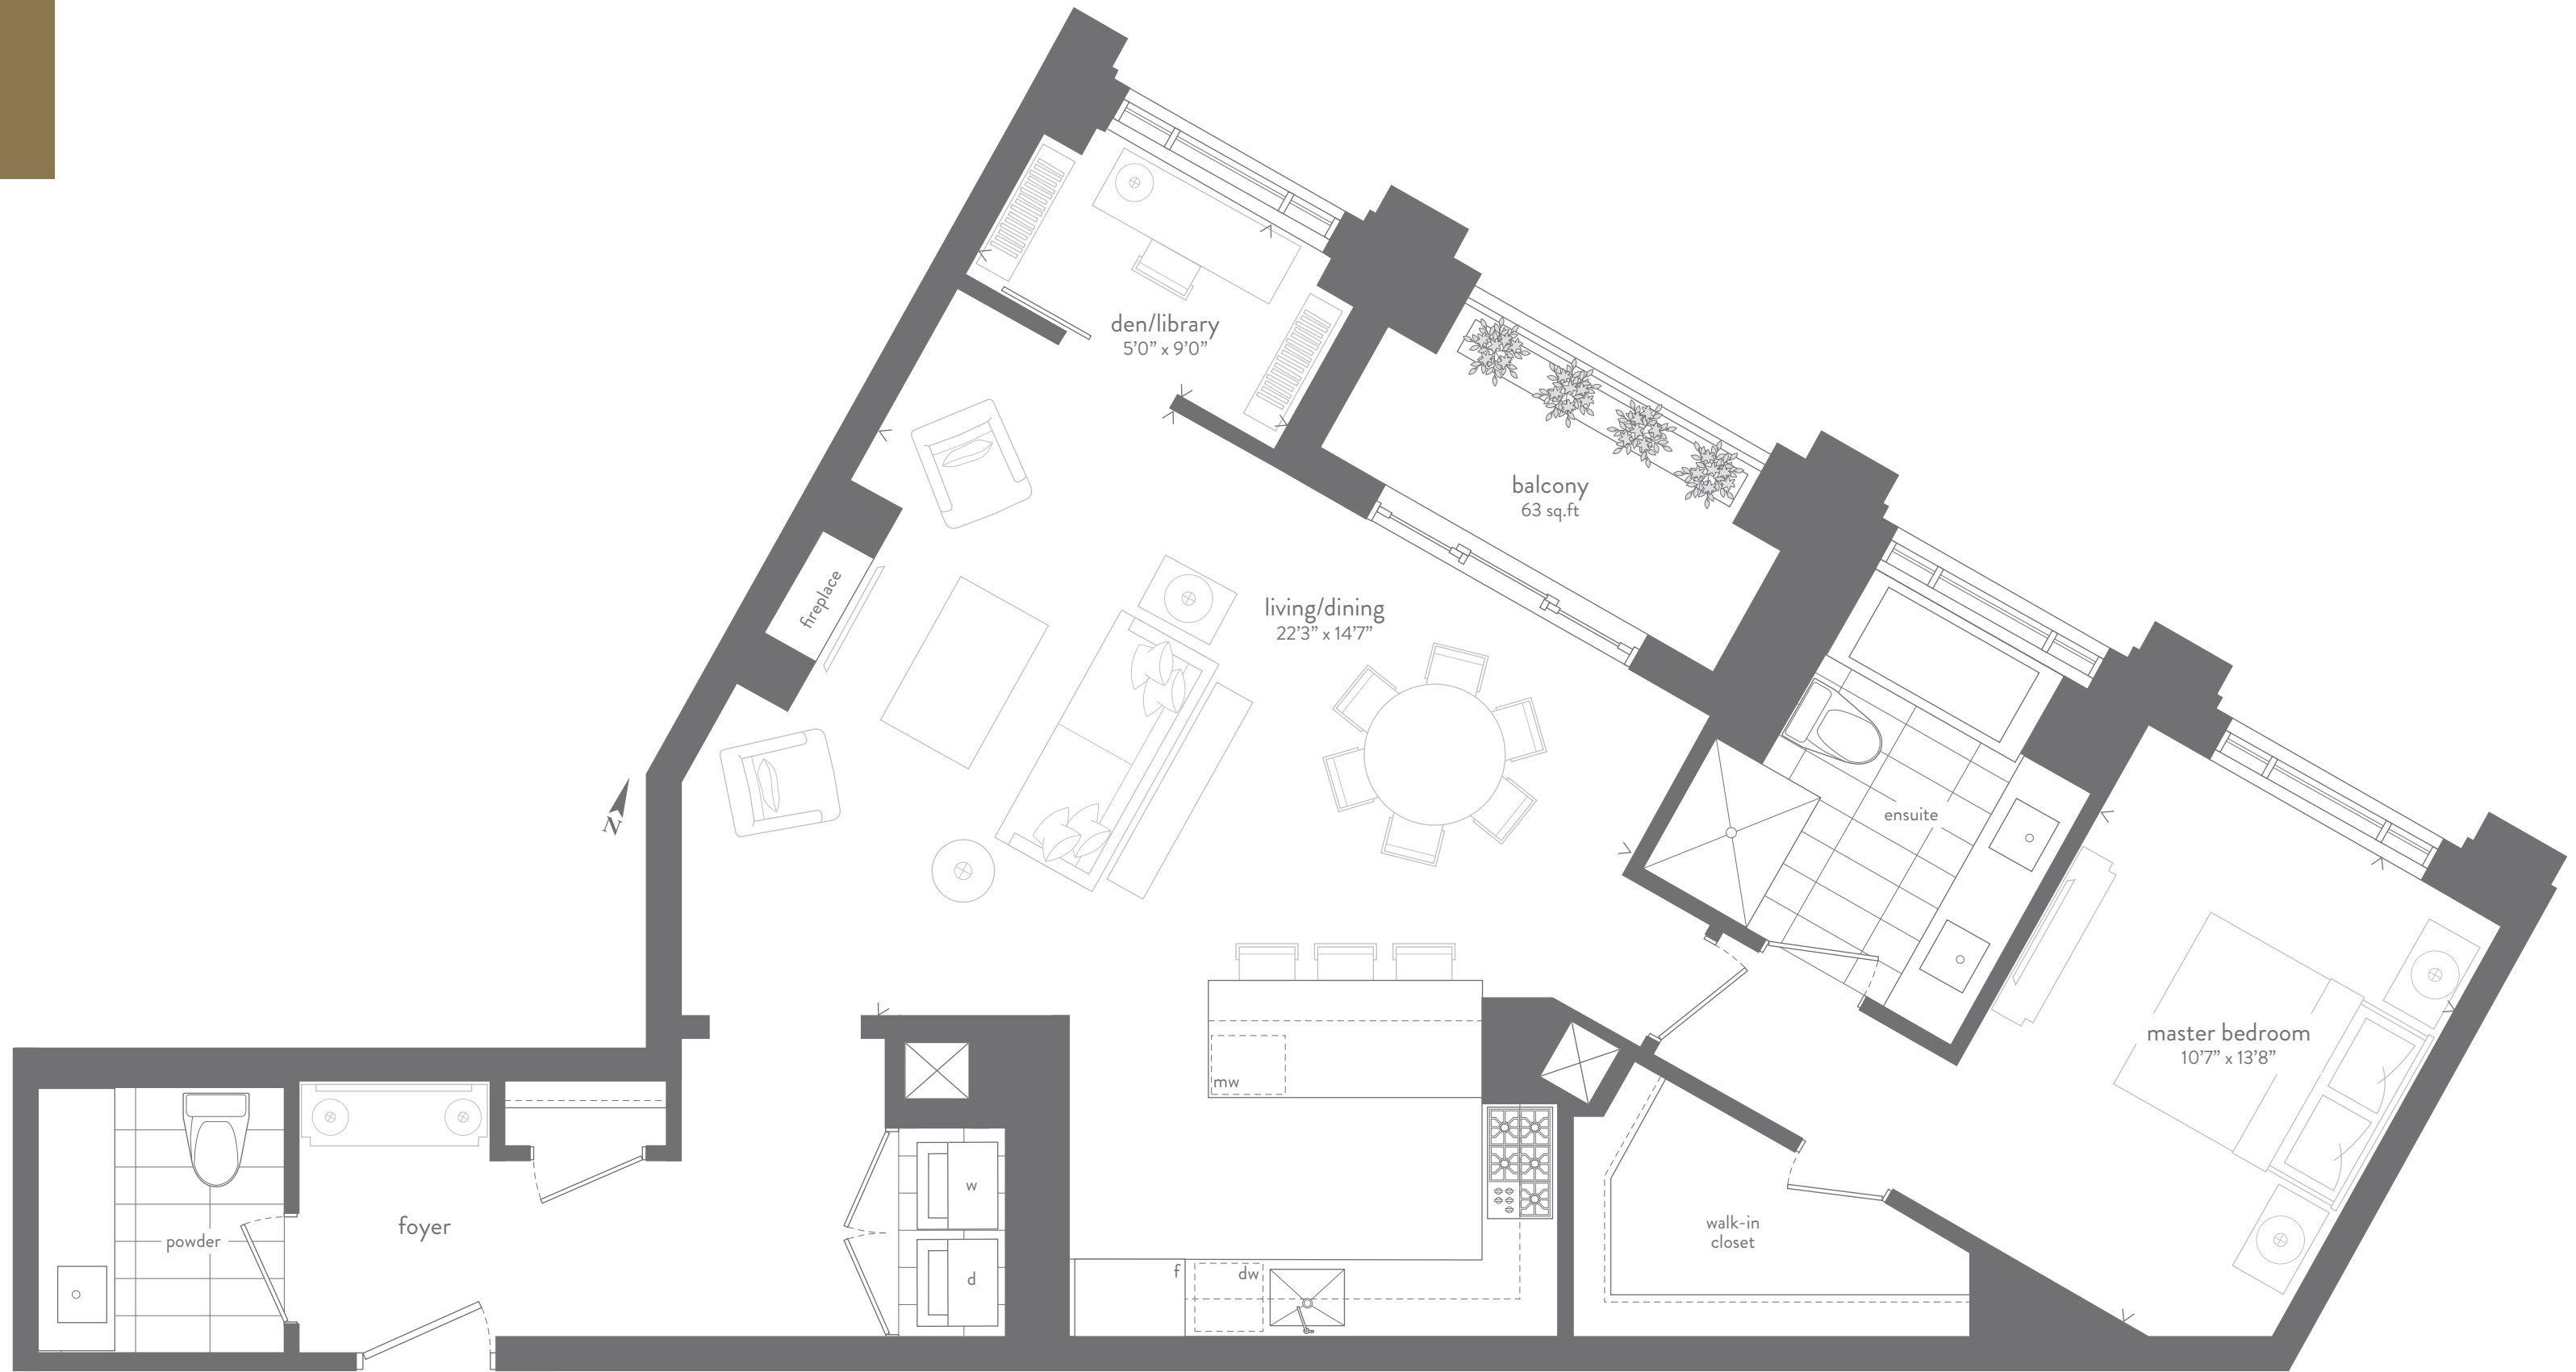 den/library
5’0” x 9’0”
balcony
63 sq.ft
fireplace
living/dining
22’3” x 14’7”
N
ensuite
master bedroom
10’7” x 13’8”
mw
w
foyer
powder
walk-in
closet
f
dw
d